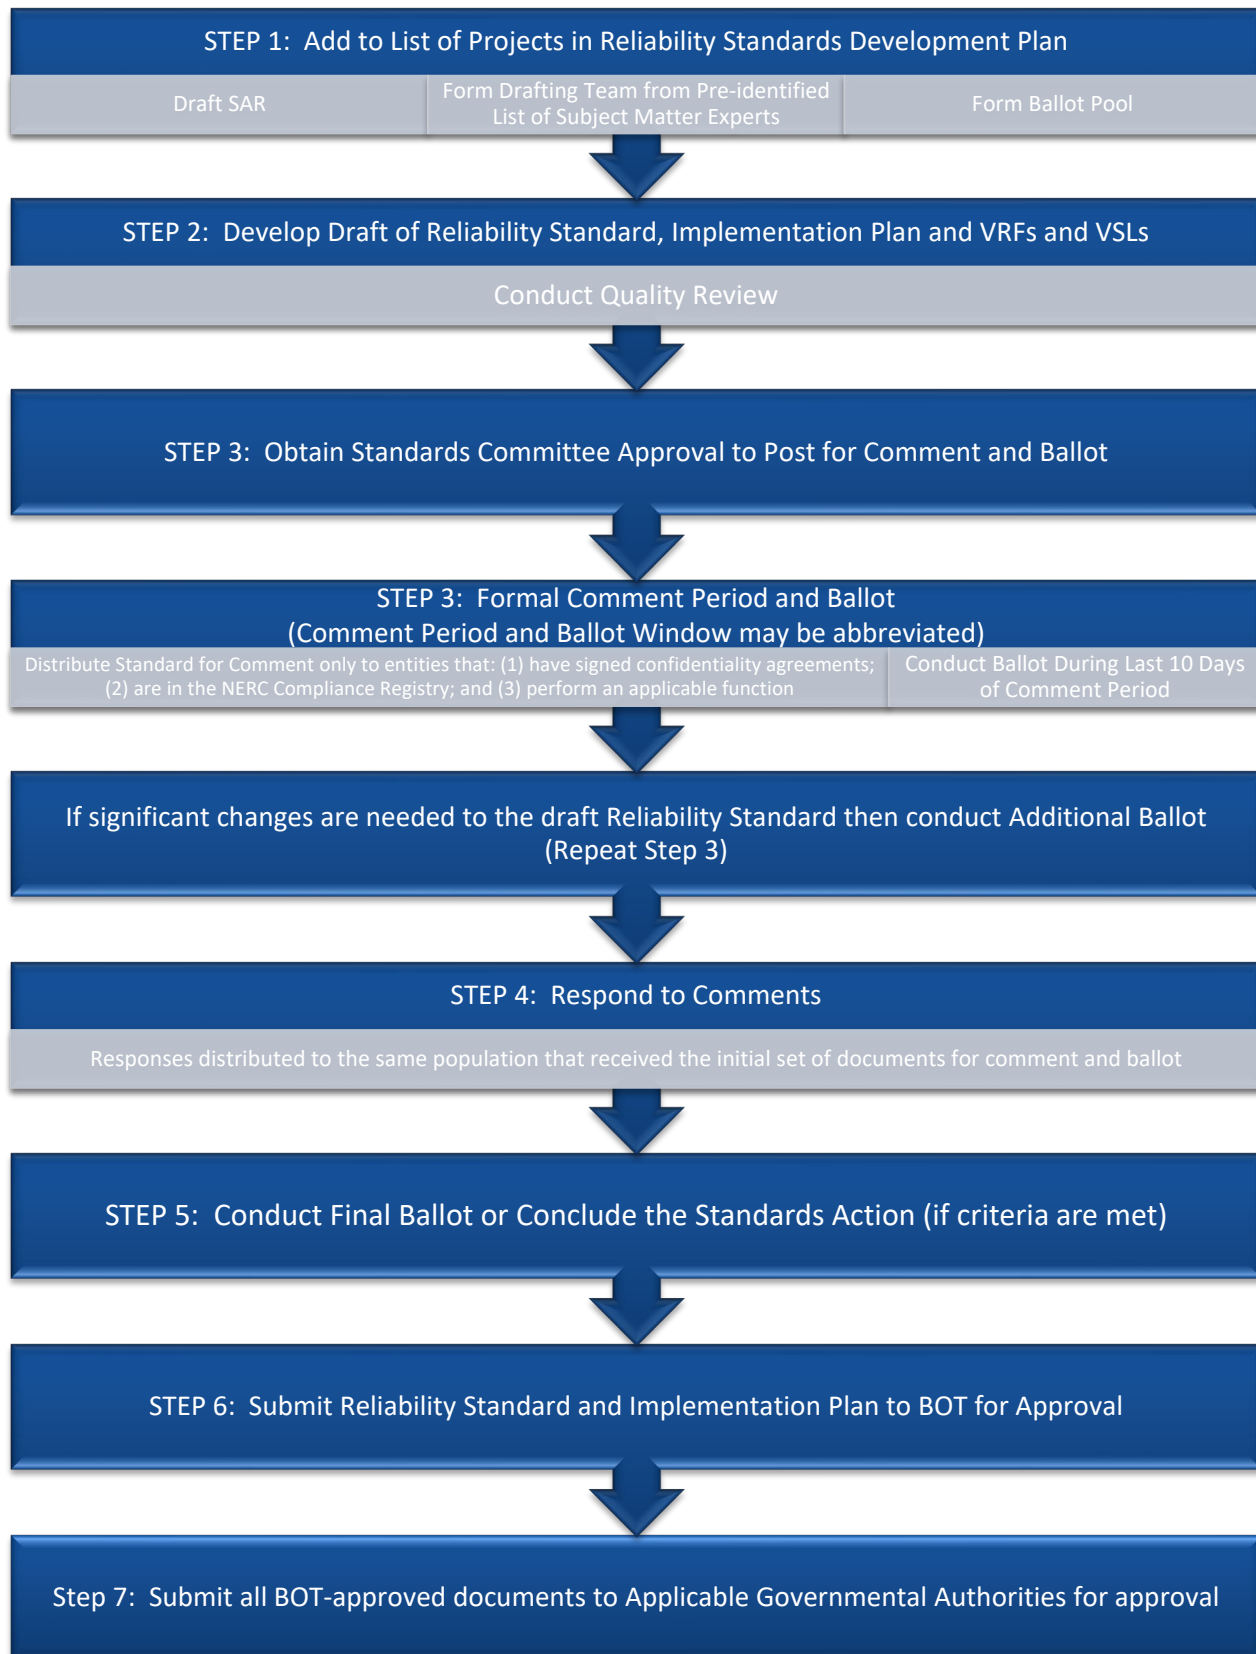 STEP 1: Add to List of Projects in Reliability Standards Development Plan
Draft SAR
Form Drafting Team from Pre-identified
List of Subject Matter Experts
Form Ballot Pool
STEP 2: Develop Draft of Reliability Standard, Implementation Plan and VRFs and VSLs
Conduct Quality Review
STEP 3: Obtain Standards Committee Approval to Post for Comment and Ballot
STEP 3: Formal Comment Period and Ballot
(Comment Period and Ballot Window may be abbreviated)
Distribute Standard for Comment only to entities that: (1) have signed confidentiality agreements;
(2) are in the NERC Compliance Registry; and (3) perform an applicable function
Conduct Ballot During Last 10 Days
of Comment Period
If significant changes are needed to the draft Reliability Standard then conduct Additional Ballot
(Repeat Step 3)
STEP 4: Respond to Comments
Responses distributed to the same population that received the initial set of documents for comment and ballot
STEP 5: Conduct Final Ballot or Conclude the Standards Action (if criteria are met)
STEP 6: Submit Reliability Standard and Implementation Plan to BOT for Approval
Step 7: Submit all BOT-approved documents to Applicable Governmental Authorities for approval